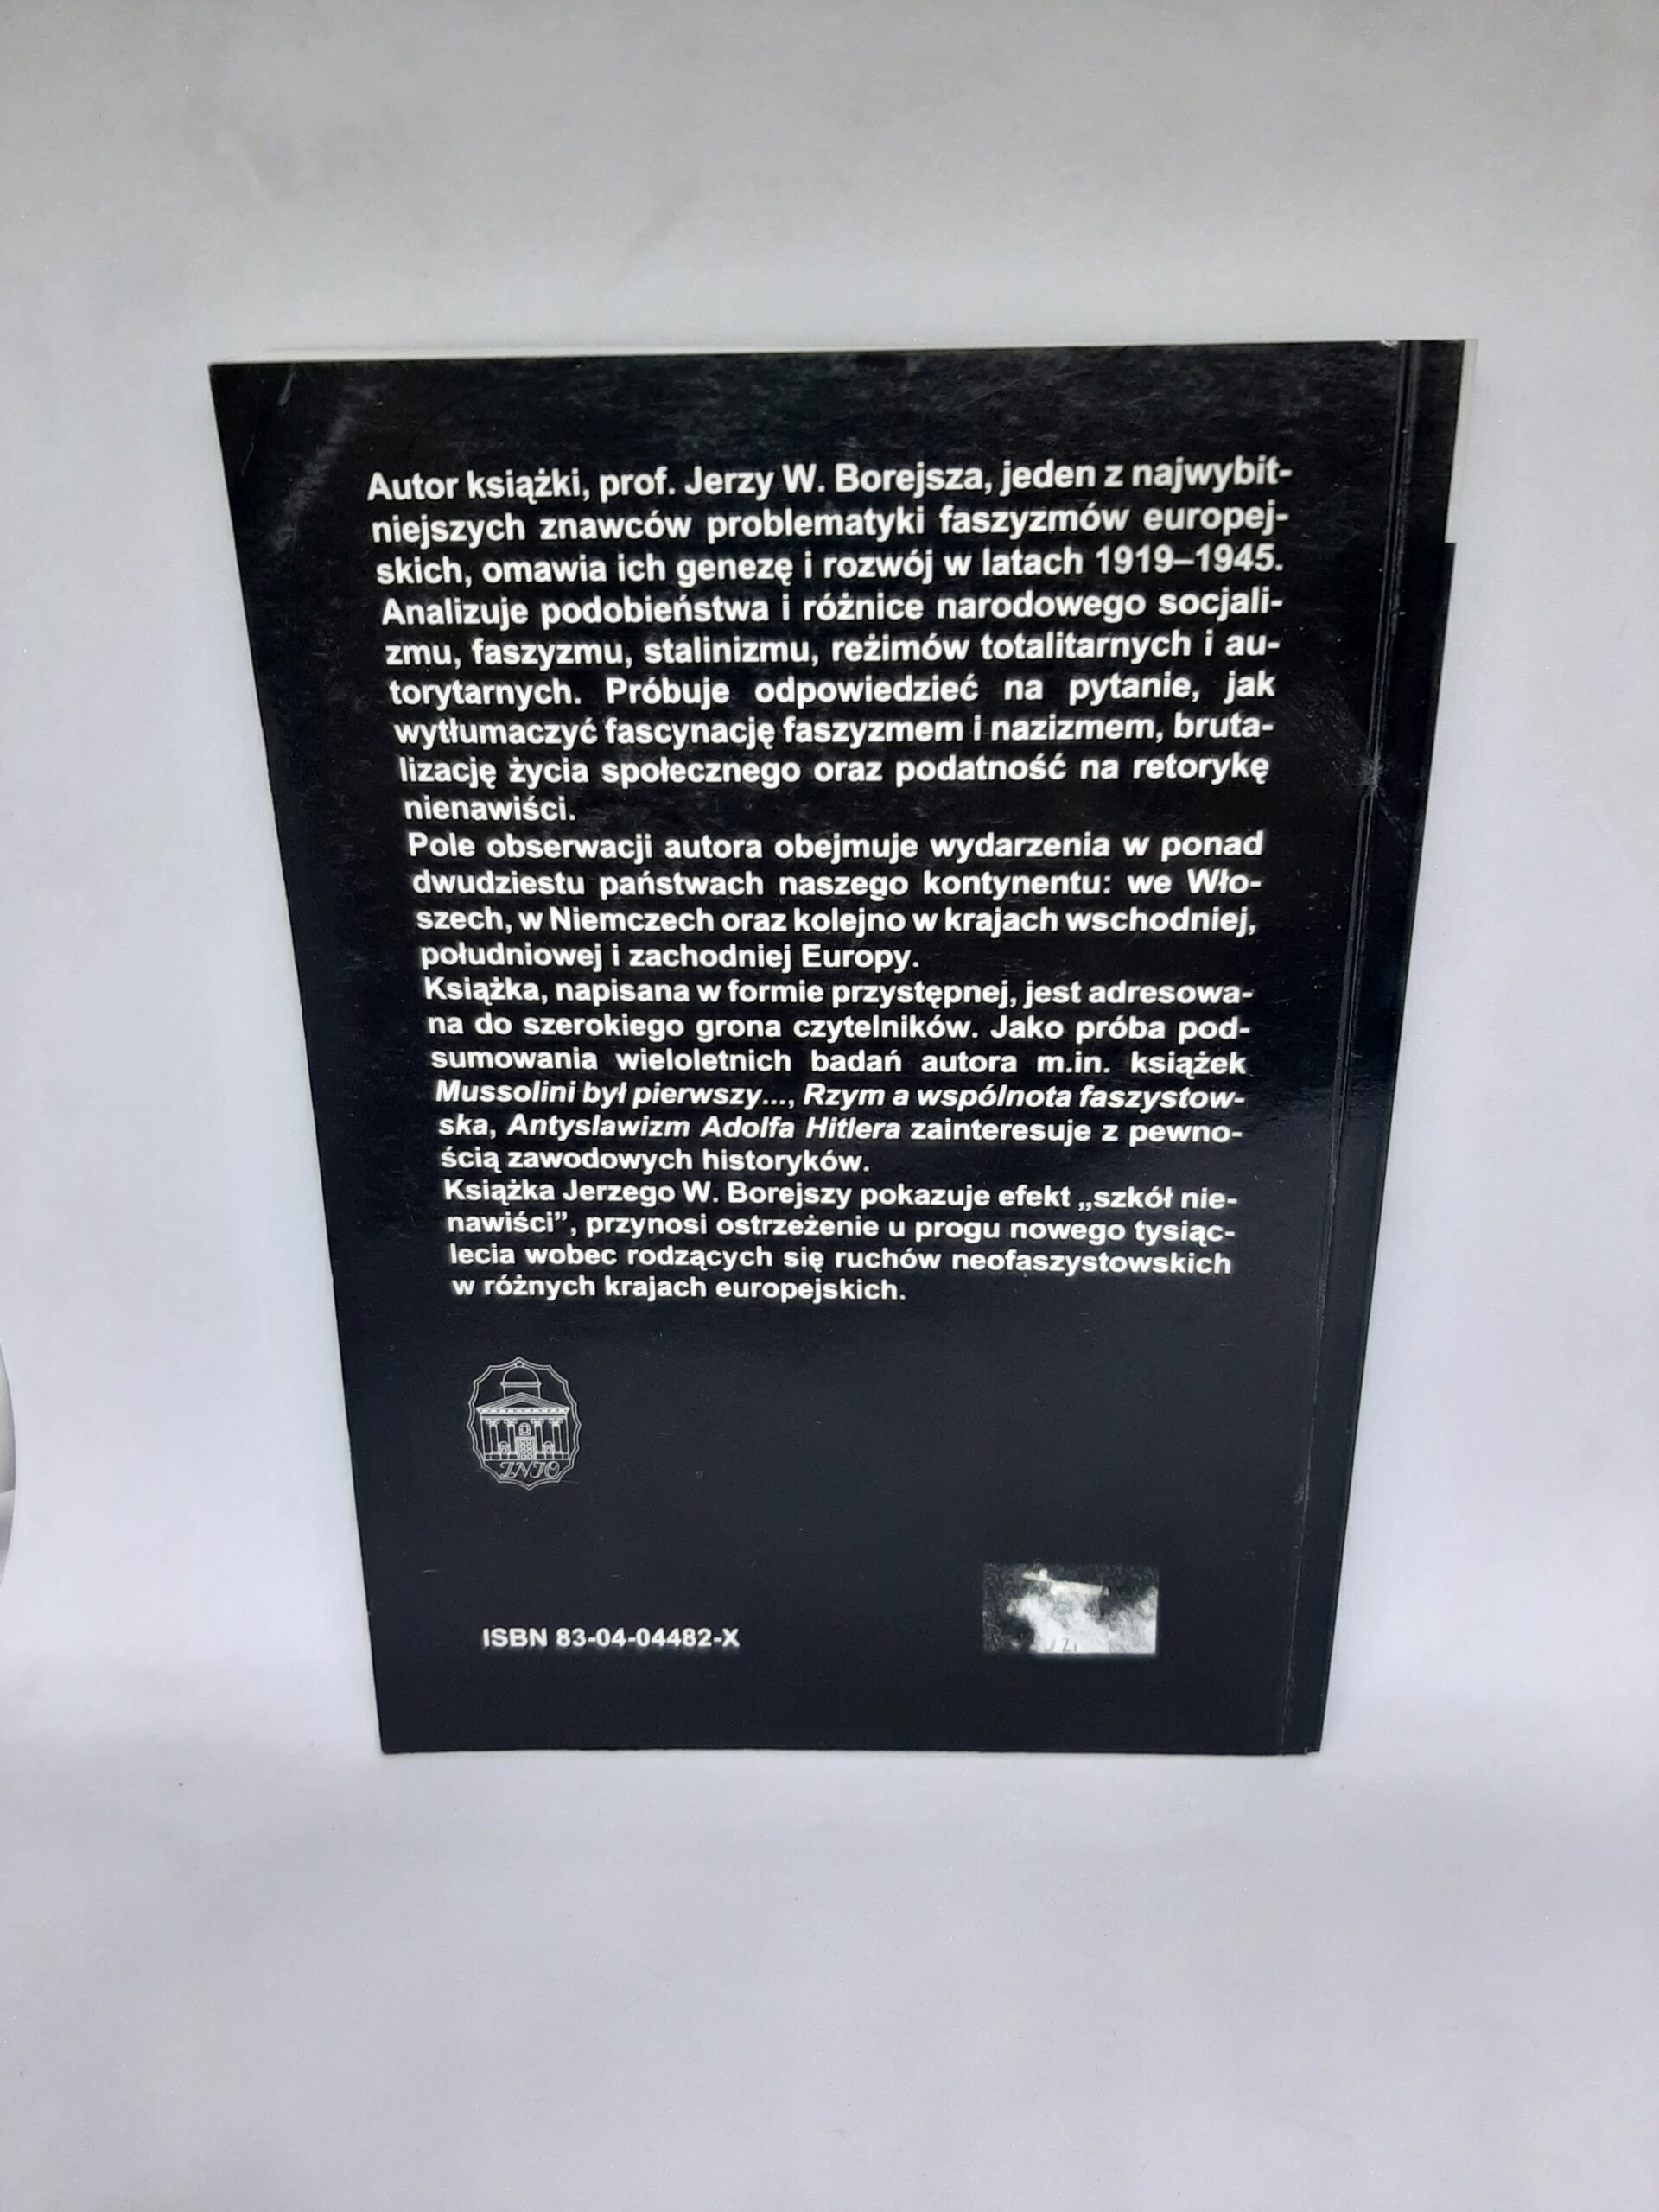 Autor książki, prof. Jerzy W. Borejsza, jeden z najwybit-
niejszych znawców problematyki faszyzmów europej-
skich, omawia ich genezę i rozwój w latach 1919–1945.
Analizuje podobieństwa i różnice narodowego socjali-
zmu, faszyzmu, stalinizmu, reżimów totalitarnych i au-
torytarnych. Próbuje odpowiedzieć na pytanie, jak
wytłumaczyć fascynację faszyzmem i nazizmem, bruta-
lizację życia społecznego oraz podatność na retorykę
nienawiści.
Pole obserwacji autora obejmuje wydarzenia w ponad
dwudziestu państwach naszego kontynentu: we Wło-
szech, w Niemczech oraz kolejno w krajach wschodniej,
południowej i zachodniej Europy.
Książka, napisana w formie przystępnej, jest adresowa-
na do szerokiego grona czytelników. Jako próba pod-
sumowania wieloletnich badań autora m.in. książek
Mussolini był pierwszy..., Rzym a wspólnota faszystow-
ska, Antyslawizm Adolfa Hitlera zainteresuje z pewno-
ścią zawodowych historyków.
Książka Jerzego W. Borejszy pokazuje efekt „szkół nie-
nawiści”, przynosi ostrzeżenie u progu nowego tysiąc-
lecia wobec rodzących się ruchów neofaszystowskich
w różnych krajach europejskich.
ZNIO
ISBN 83-04-04482-X